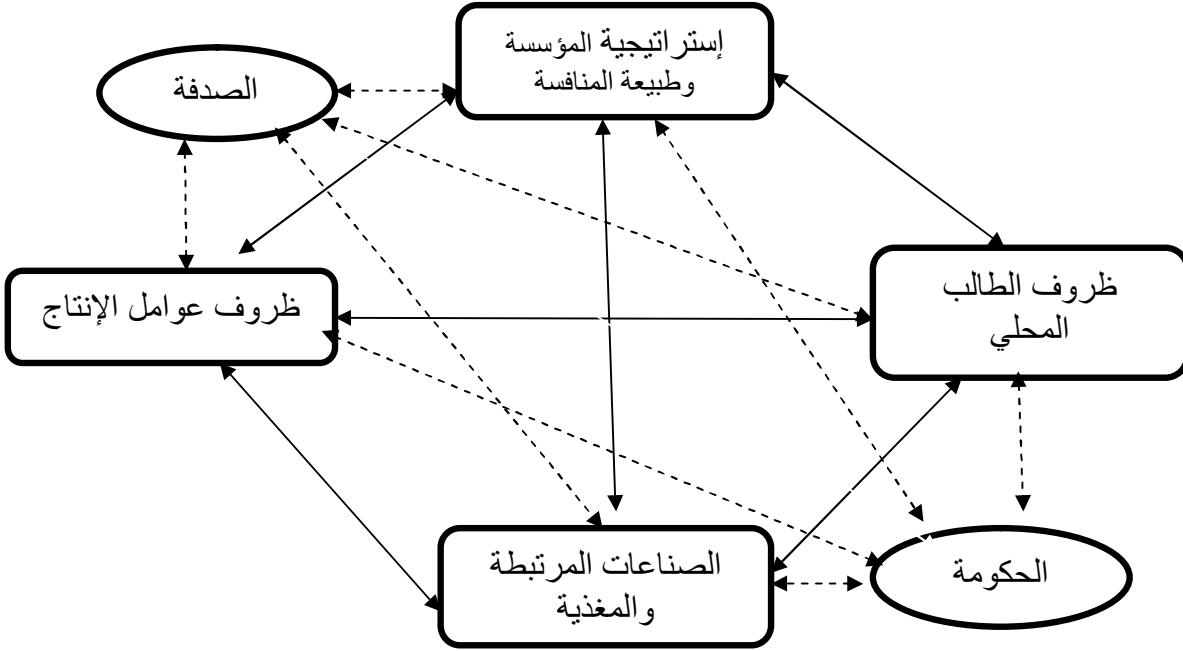 إستراتيجية المؤسسة
وطبيعة المنافسة
الصدفة
ظروف الطالب
المحلي
ظروف عوامل الإنتاج
الصناعات المرتبطة
والمغذية
الحكومة